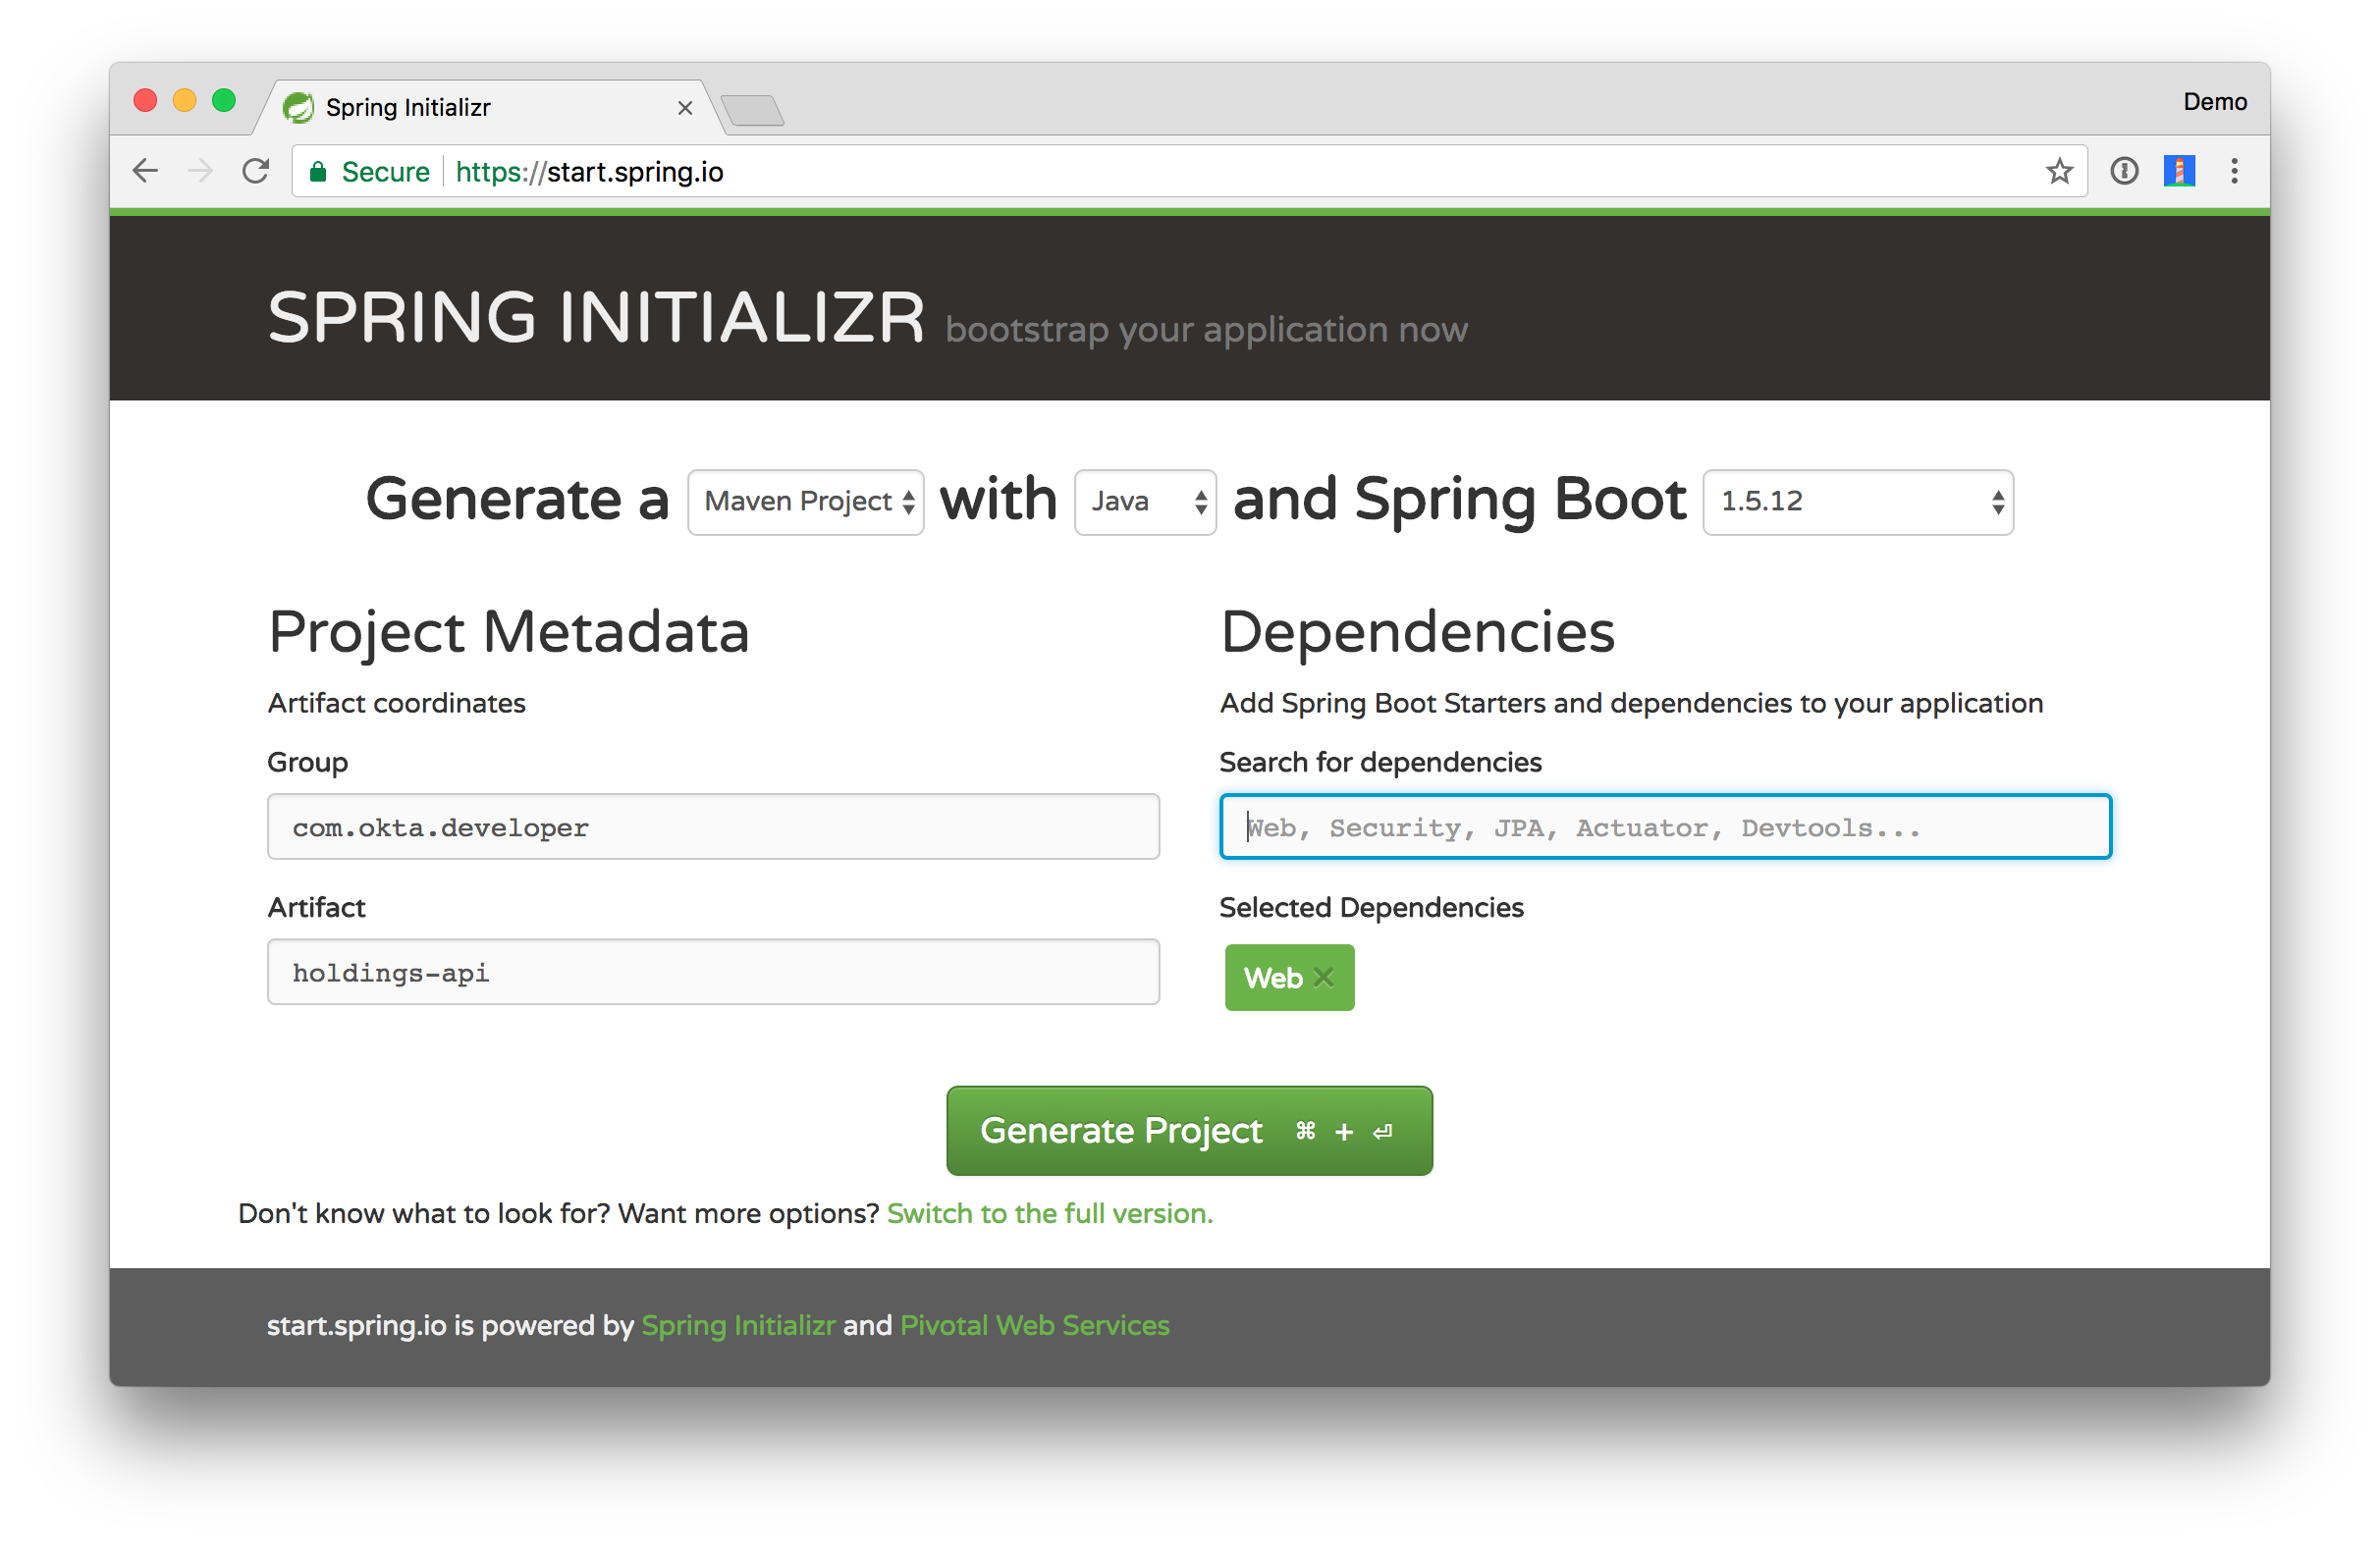 Spring Initializr
Demo
Secure https://start.spring.io
SPRING INITIALIZR bootstrap your application now
Generate a Maven Project with Java and Spring Boot 1.5.12
Project Metadata
Artifact coordinates
Group
com.okta.developer
Artifact
holdings-api
Dependencies
Add Spring Boot Starters and dependencies to your application
Search for dependencies
Web, Security, JPA, Actuator, Devtools...
Selected Dependencies
Web
Generate Project ⌘ + ⏎
Don't know what to look for? Want more options? Switch to the full version.
start.spring.io is powered by Spring Initializr and Pivotal Web Services